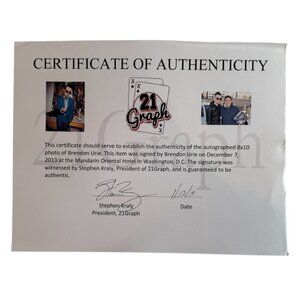 CERTIFICATE OF AUTHENTICITY
A
K
21
Graph
This certificate should serve to establish the authenticity of the autographed 8x10
photo of Brendon Urie. This item was signed by Brendon Urie on December 7,
2013 at the Mandarin Oriental Hotel in Washington, D.C. The signature was
witnessed by Stephen Kraly, President of 21Graph, and is guaranteed to be
authentic.
Stephen Kraly
Date
President, 21Graph